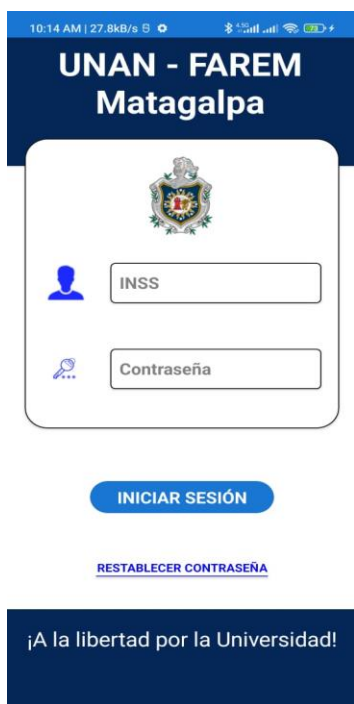 10:14 AM | 27.8kB/s
UNAN - FAREM
Matagalpa
INSS
Contraseña
INICIAR SESIÓN
RESTABLECER CONTRASEÑA
¡A la libertad por la Universidad!